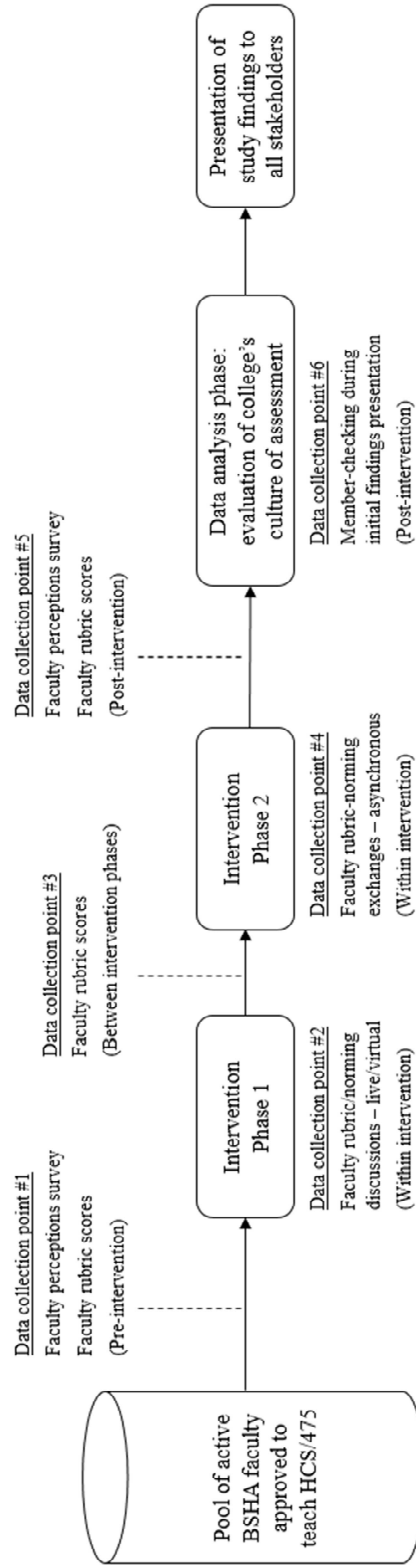 Data collection point #1
Faculty perceptions survey
Faculty rubric scores
(Pre-intervention)
Data collection point #3
Faculty rubric scores
(Between intervention phases)
Data collection point #5
Faculty perceptions survey
Faculty rubric scores
(Post-intervention)
Pool of active
BSHA faculty
approved to
teach HCS/475
Intervention
Phase 1
Intervention
Phase 2
Data analysis phase:
evaluation of college's
culture of assessment
Presentation of
study findings to
all stakeholders
Data collection point #2
Faculty rubric/norming
discussions – live/virtual
(Within intervention)
Data collection point #4
Faculty rubric-norming
exchanges – asynchronous
(Within intervention)
Data collection point #6
Member-checking during
initial findings presentation
(Post-intervention)